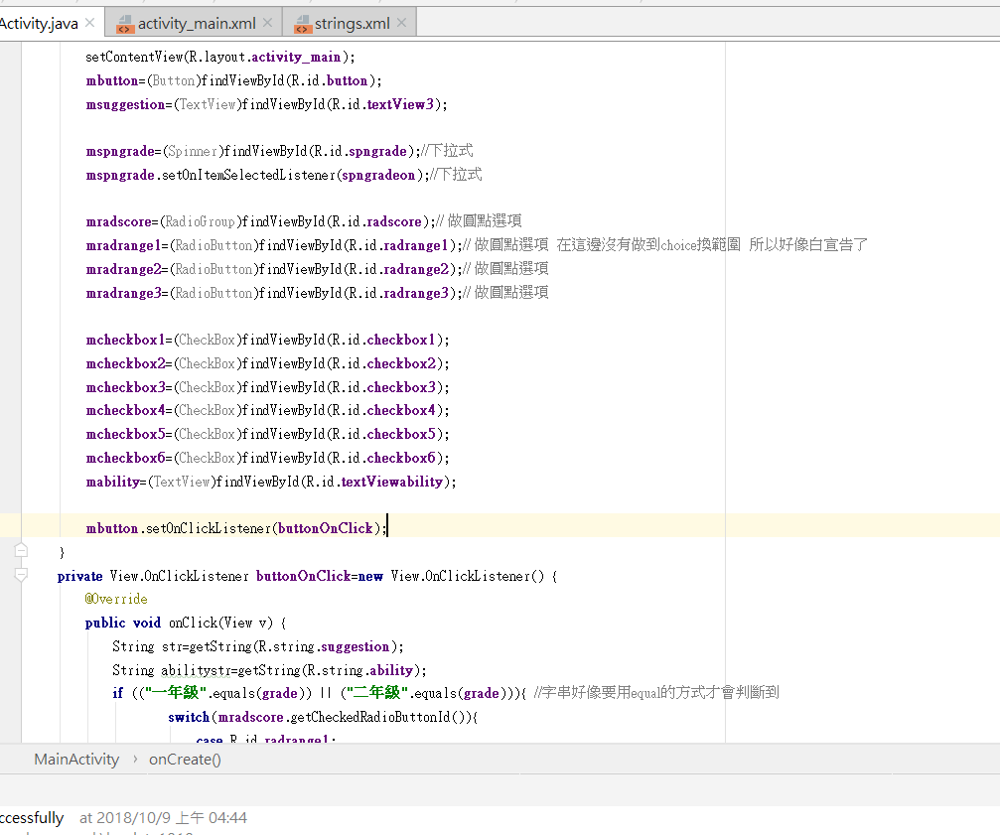 Activity.java activity_main.xml strings.xml
setContentView(R.layout.activity_main);
mbutton=(Button)findViewById(R.id.button);
msuggestion=(TextView)findViewById(R.id.textView3);
mspngrade=(Spinner)findViewById(R.id.spngrade);//下拉式
mspngrade.setOnItemSelectedListener(spngradeon);//下拉式
mradscore=(RadioGroup)findViewById(R.id.radscore);// 做圓點選項
mradrange1=(RadioButton)findViewById(R.id.radrange1);// 做圓點選項 在這邊沒有做到choice換範圍 所以好像白宣告了
mradrange2=(RadioButton)findViewById(R.id.radrange2);// 做圓點選項
mradrange3=(RadioButton)findViewById(R.id.radrange3);// 做圓點選項
mcheckbox1=(CheckBox)findViewById(R.id.checkbox1);
mcheckbox2=(CheckBox)findViewById(R.id.checkbox2);
mcheckbox3=(CheckBox)findViewById(R.id.checkbox3);
mcheckbox4=(CheckBox)findViewById(R.id.checkbox4);
mcheckbox5=(CheckBox)findViewById(R.id.checkbox5);
mcheckbox6=(CheckBox)findViewById(R.id.checkbox6);
mability=(TextView)findViewById(R.id.textViewability);
mbutton.setOnClickListener(buttonOnClick);
}
private View.OnClickListener buttonOnClick=new View.OnClickListener() {
@Override
public void onClick(View v) {
String str=getString(R.string.suggestion);
String abilitystr=getString(R.string.ability);
if (("一年級".equals(grade)) || ("二年級".equals(grade))){ //字串好像要用equal的方式才會判斷到
switch(mradscore.getCheckedRadioButtonId()){
case R.id.radrange1:
MainActivity › onCreate()
ccessfully at 2018/10/9 上午 04:44